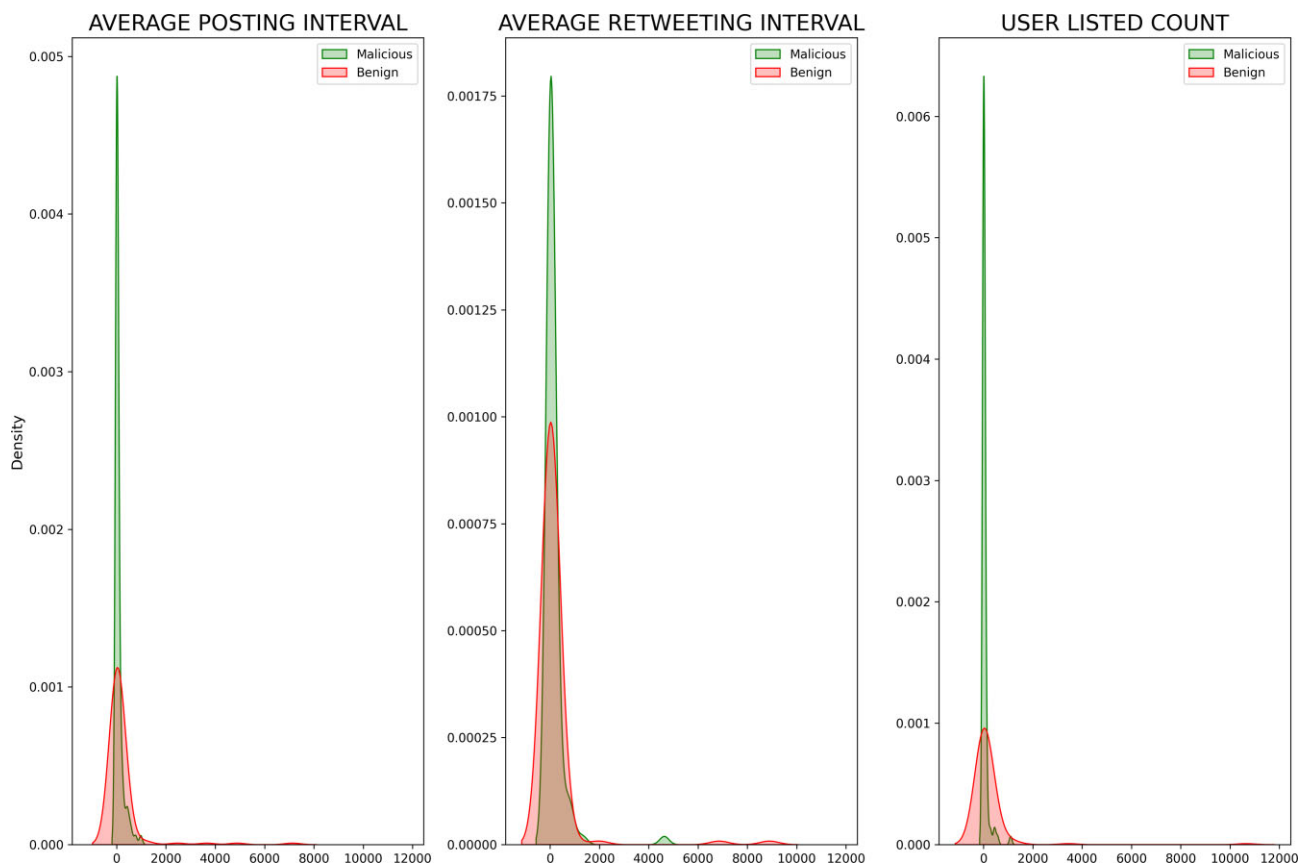 AVERAGE POSTING INTERVAL
Malicious
Benign
0.005
0.004
0.003
0.002
0.001
0.000
Density
0 2000 4000 6000 8000 10000 12000
AVERAGE RETWEETING INTERVAL
Malicious
Benign
0.00175
0.00150
0.00125
0.00100
0.00075
0.00050
0.00025
0.00000
0 2000 4000 6000 8000 10000 12000
USER LISTED COUNT
Malicious
Benign
0.006
0.005
0.004
0.003
0.002
0.001
0.000
0 2000 4000 6000 8000 10000 12000